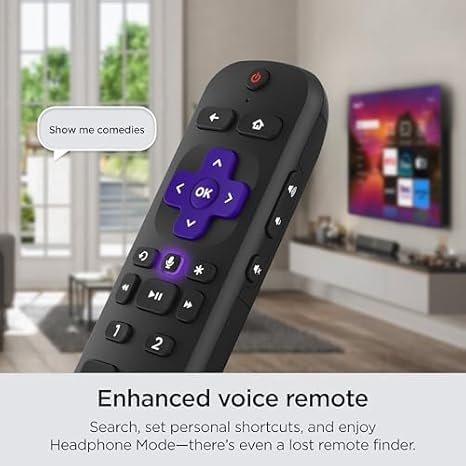 Show me comedies
OK
1
2
Enhanced voice remote
Search, set personal shortcuts, and enjoy
Headphone Mode—there's even a lost remote finder.